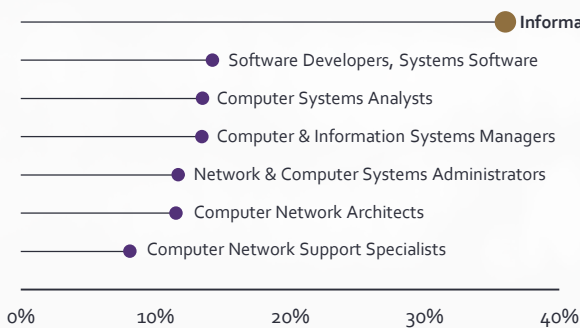 Informa
Software Developers, Systems Software
Computer Systems Analysts
Computer & Information Systems Managers
Network & Computer Systems Administrators
Computer Network Architects
Computer Network Support Specialists
0% 10% 20% 30% 40%